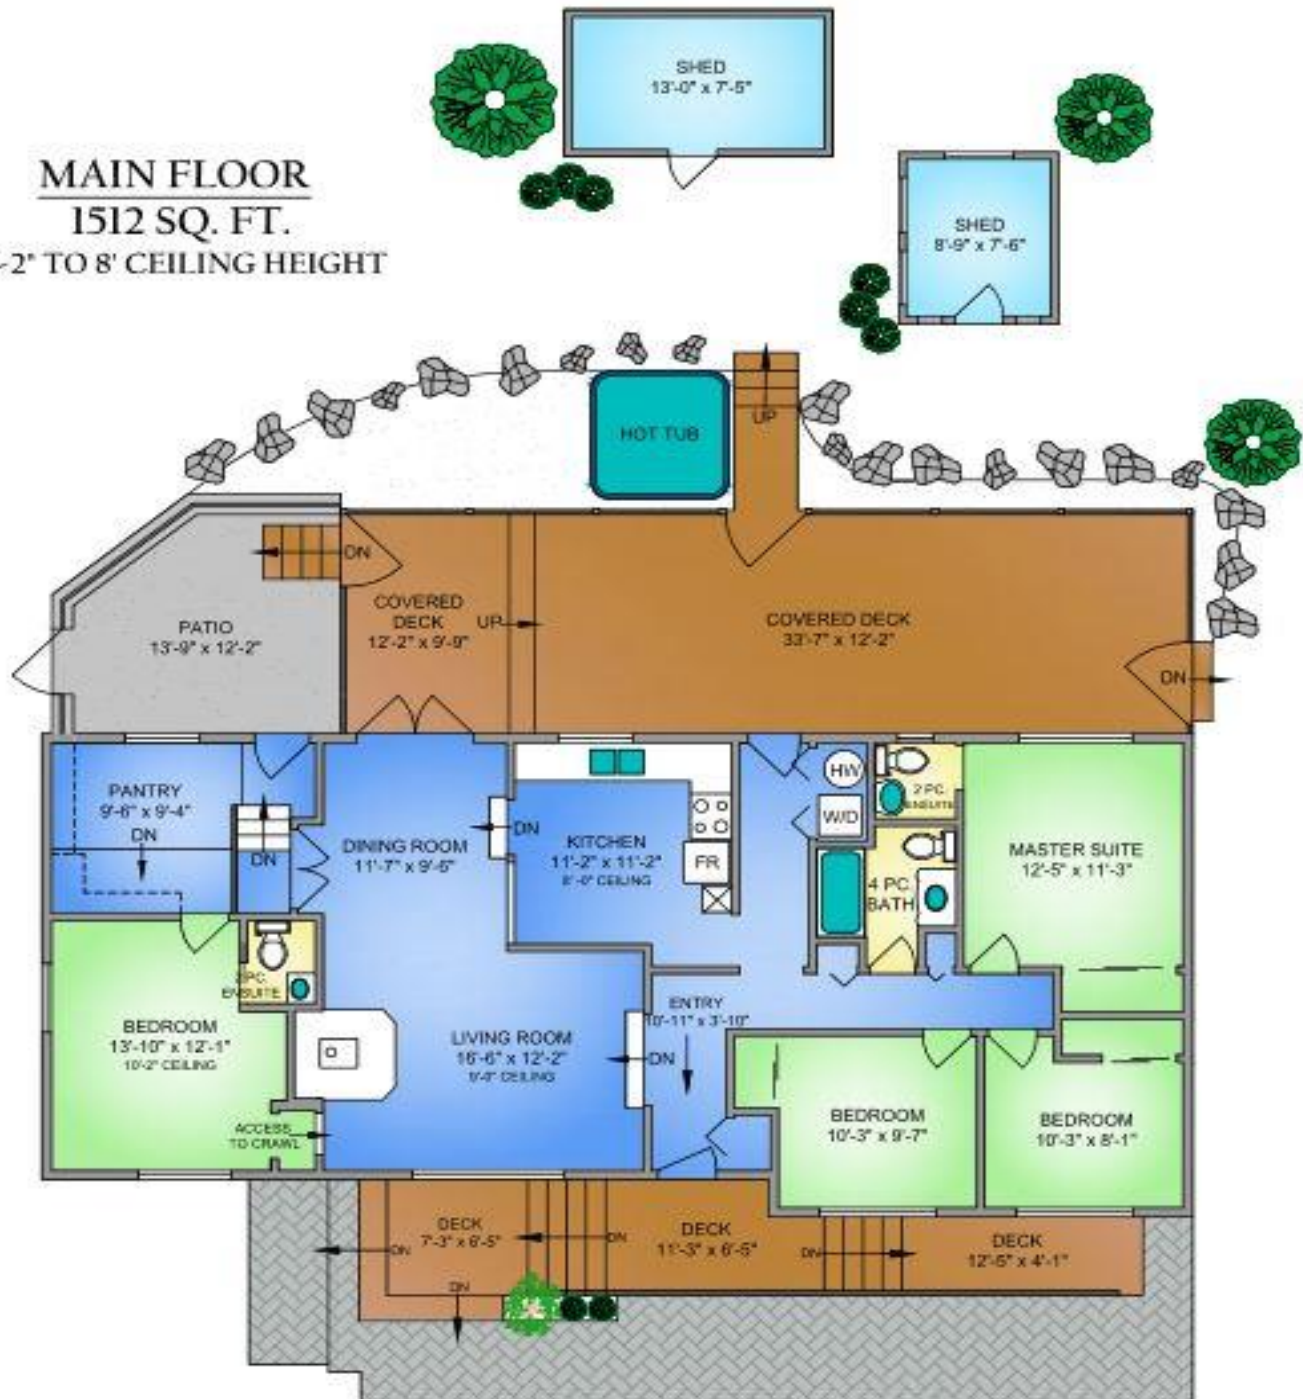 SHED
13'-0" x 7'-5"
MAIN FLOOR
1512 SQ. FT.
-2" TO 8' CEILING HEIGHT
SHED
8'-9" x 7'-6"
HOT TUB
UP
DN
COVERED
DECK
12'-2" x 9'-9"
UP
COVERED DECK
33'-7" x 12'-2"
PATIO
13'-9" x 12'-2"
DN
PANTRY
9'-6" x 9'-4"
DN
DN
DINING ROOM
11'-7" x 9'-6"
DN
KITCHEN
11'-2" x 11'-2"
8'-0" CEILING
FR
HW
W/D
2 PC.
ENSUITE
4 PC.
BATH
MASTER SUITE
12'-5" x 11'-3"
PC.
ENSUITE
BEDROOM
13'-10" x 12'-1"
10'-2" CEILING
LIVING ROOM
16'-6" x 12'-2"
CEILING
ENTRY
10'-11" x 3'-10"
DN
ACCESS
TO CRAWL
BEDROOM
10'-3" x 9'-7"
BEDROOM
10'-3" x 8'-1"
DECK
7'-3" x 6'-5"
DN
DN
DN
DECK
11'-3" x 6'-5"
DN
DECK
12'-5" x 4'-1"